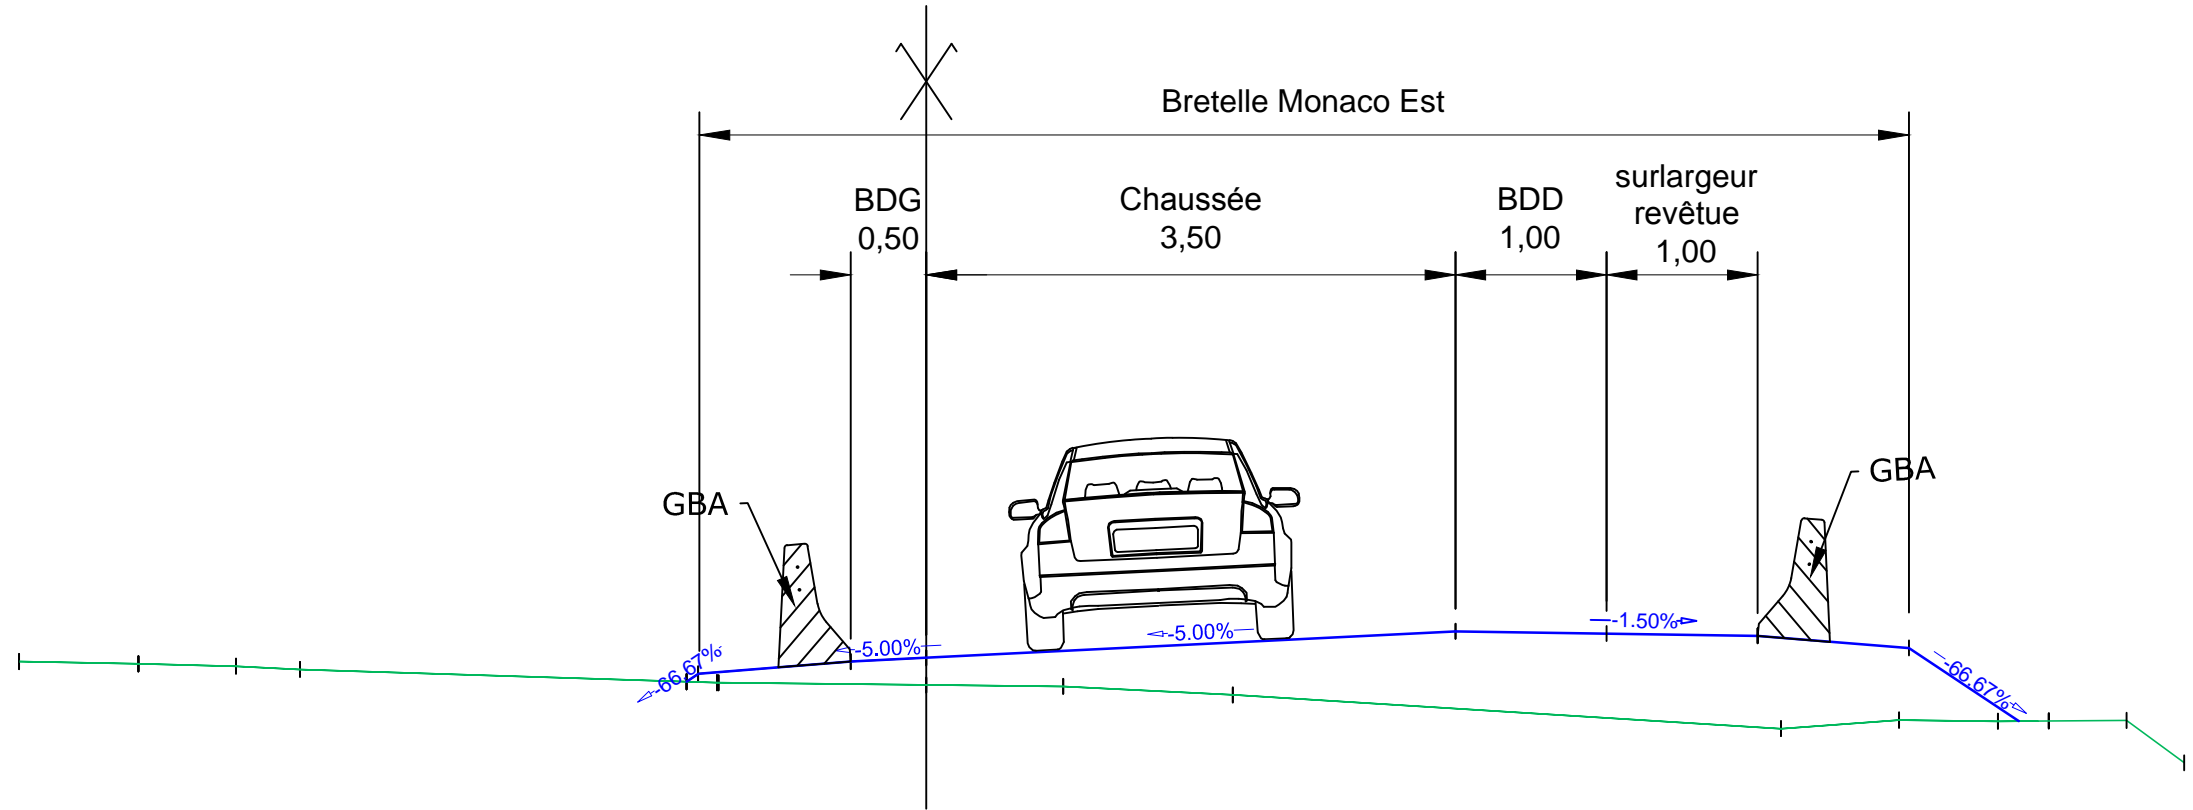 Bretelle Monaco Est
BDG
0,50
Chaussée
3,50
BDD
1,00
surlargeur
revêtue
1,00
GBA
GBA
-66.67%
-5.00%
-5.00%
-1.50%
-66.67%